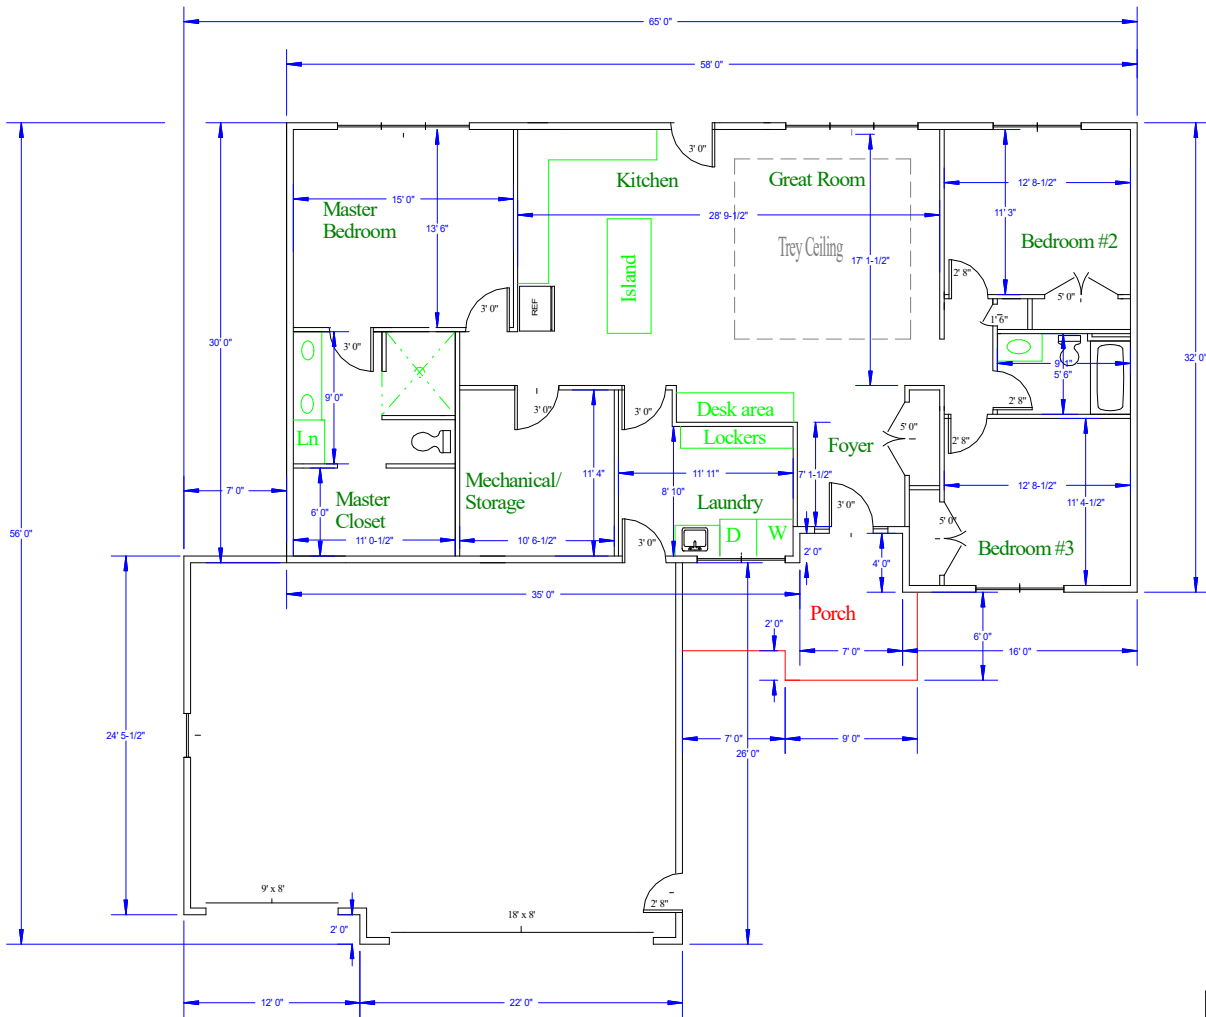 65' 0"
58' 0"
3' 0"
Kitchen
Great Room
12' 8-1/2"
15' 0"
Master
Bedroom
13' 6"
28' 9-1/2"
11' 3"
Trey Ceiling
Bedroom #2
17' 1-1/2"
2' 8"
Island
REF
5' 0"
3' 0"
1' 6"
30' 0"
3' 0"
32' 0"
9' 1"
5' 6"
9' 0"
2' 8"
3' 0"
3' 0"
Desk area
5' 0"
Ln
Lockers
Foyer
2' 8"
11' 4"
11' 11"
7' 1-1/2"
Mechanical/
Storage
8' 10"
12' 8-1/2"
7' 0"
Master
Closet
6' 0"
Laundry
3' 0"
11' 4-1/2"
5' 0"
56' 0"
11' 0-1/2"
10' 6-1/2"
3' 0"
D
W
2' 0"
Bedroom #3
4' 0"
35' 0"
Porch
2' 0"
6' 0"
7' 0"
16' 0"
24' 5-1/2"
7' 0"
9' 0"
26' 0"
9' x 8'
2' 8"
18' x 8'
2' 0"
12' 0"
22' 0"